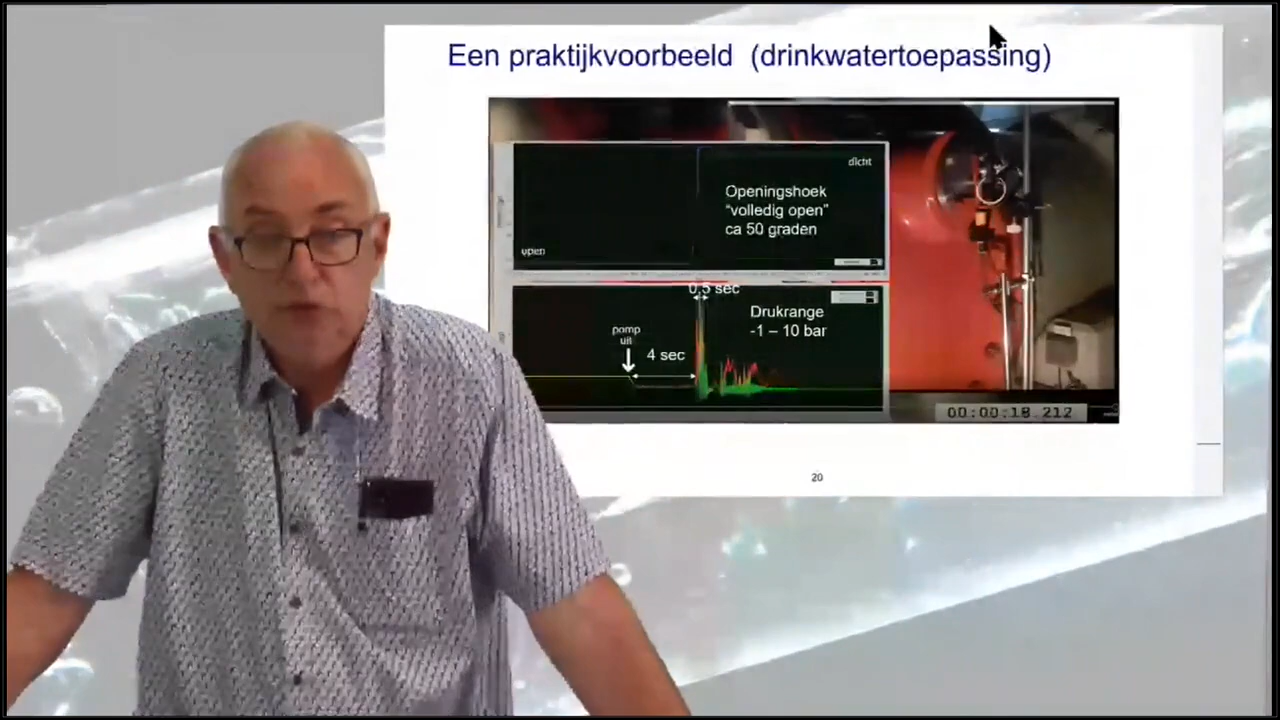 Een praktijkvoorbeeld (drinkwatertoepassing)
dicht
Openingshoek
“volledig open”
ca 50 graden
open
0,5 sec
Drukrange
-1 – 10 bar
pomp
uit
4 sec
00:00:18.212
20